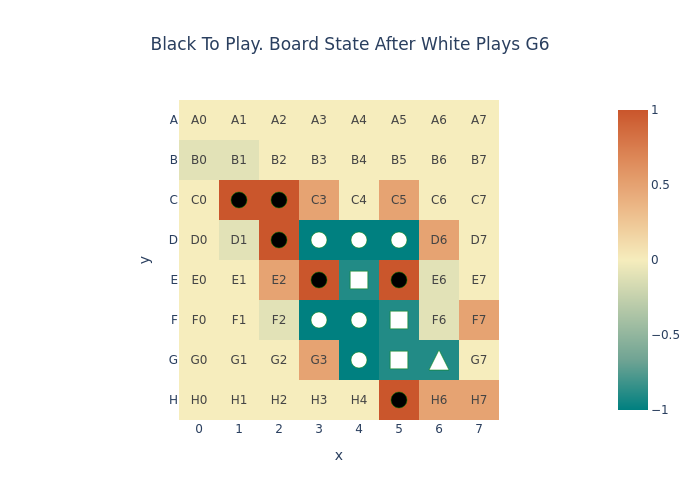 Black To Play. Board State After White Plays G6
A A0 A1 A2 A3 A4 A5 A6 A7
B B0 B1 B2 B3 B4 B5 B6 B7
C C0 C3 C4 C5 C6 C7
D D0 D1 D6 D7
E E0 E1 E2 E6 E7
F F0 F1 F2 F6 F7
G G0 G1 G2 G3 G7
H H0 H1 H2 H3 H4 H6 H7
0 1 2 3 4 5 6 7
x
y
1
0.5
0
−0.5
−1